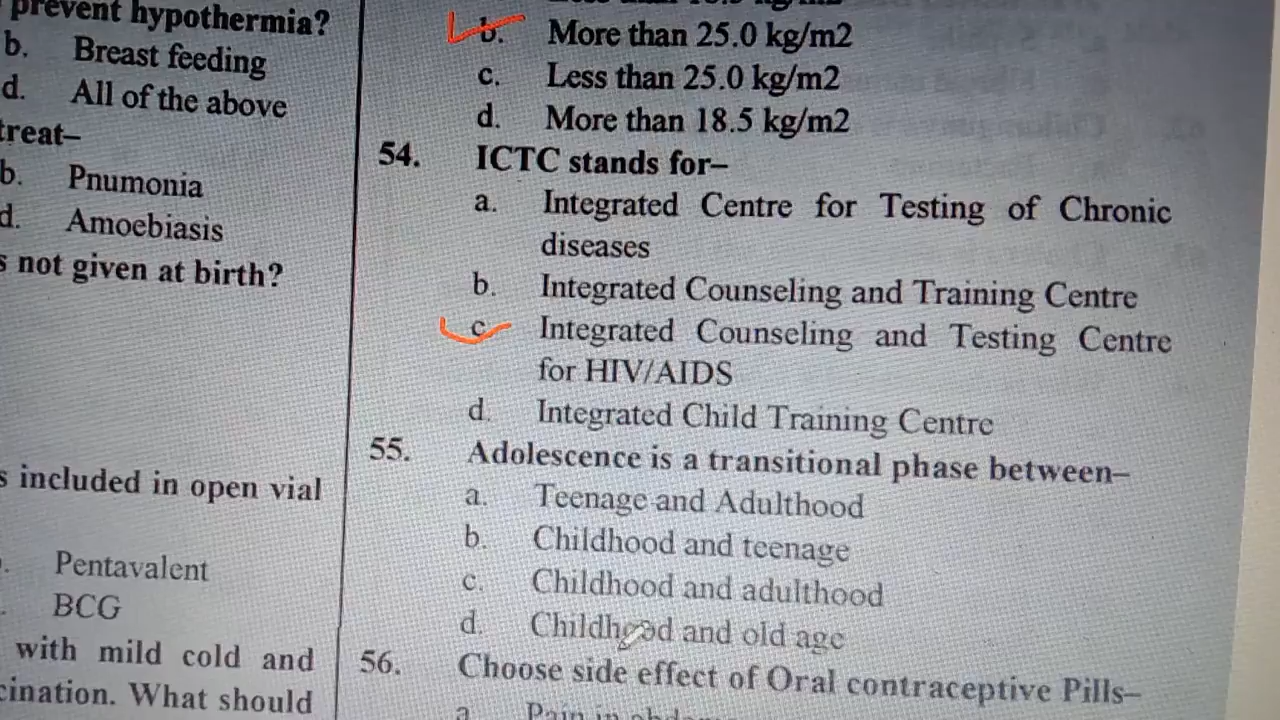 prevent hypothermia?
b. Breast feeding
d. All of the above
treat–
b. Pnumonia
d. Amoebiasis
s not given at birth?
s included in open vial
Pentavalent
BCG
with mild cold and
cination. What should
b. More than 25.0 kg/m2
c. Less than 25.0 kg/m2
d. More than 18.5 kg/m2
54. ICTC stands for–
a. Integrated Centre for Testing of Chronic
diseases
b. Integrated Counseling and Training Centre
c. Integrated Counseling and Testing Centre
for HIV/AIDS
d. Integrated Child Training Centre
55. Adolescence is a transitional phase between–
a. Teenage and Adulthood
b. Childhood and teenage
c. Childhood and adulthood
d. Childhood and old age
56. Choose side effect of Oral contraceptive Pills–
a. Pain in